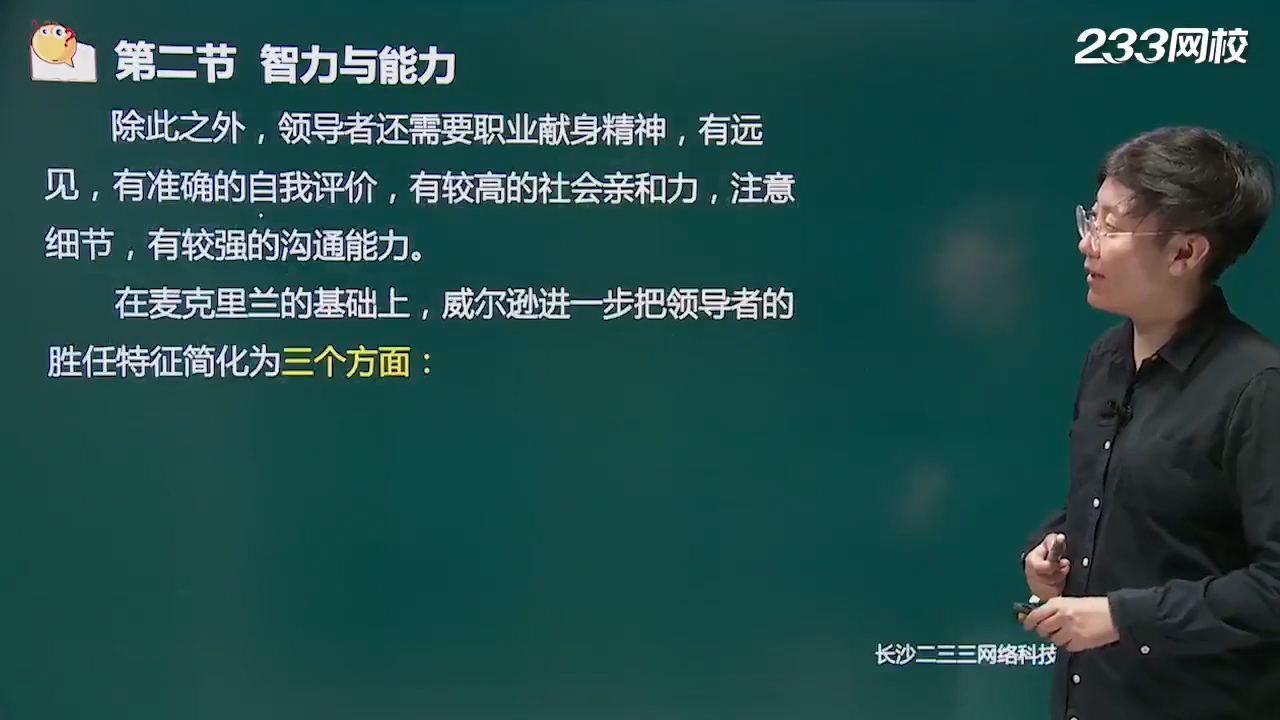 233网校
第二节 智力与能力
除此之外，领导者还需要职业献身精神，有远
见，有准确的自我评价，有较高的社会亲和力，注意
细节，有较强的沟通能力。
在麦克里兰的基础上，威尔逊进一步把领导者的
胜任特征简化为三个方面：
长沙二三三网络科技